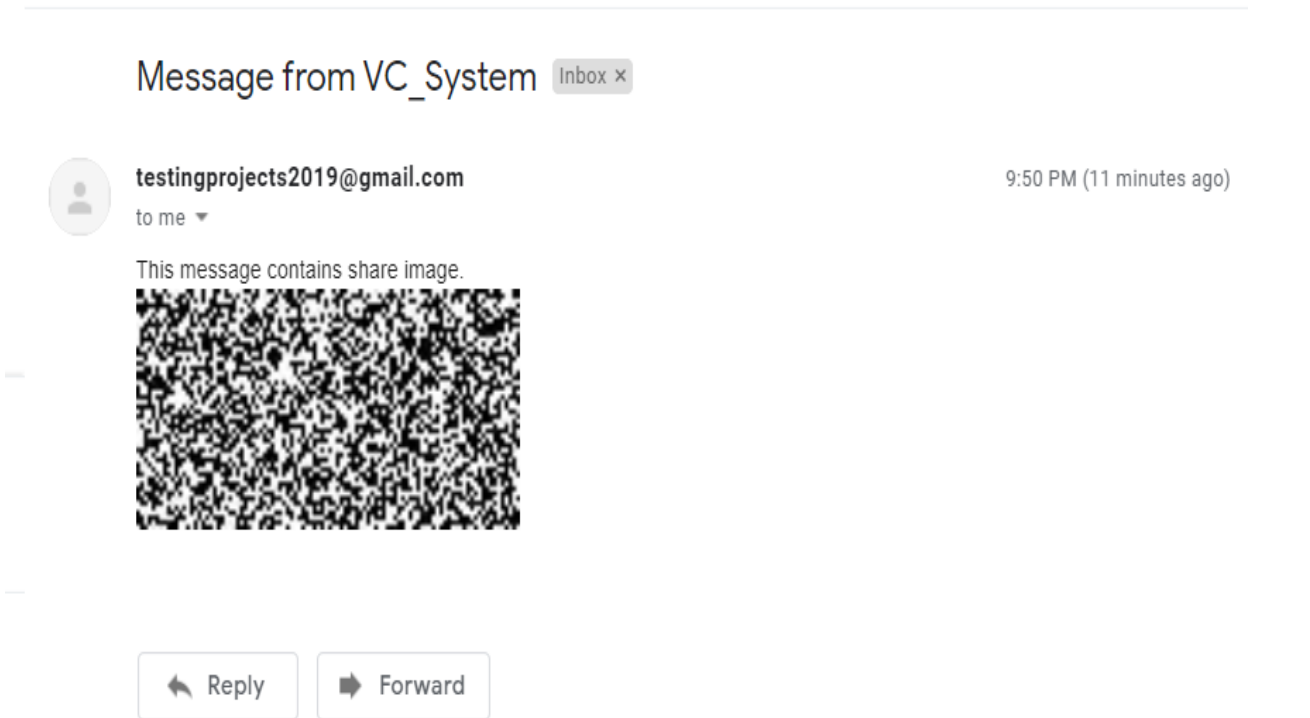 Message from VC_System Inbox ×
testingprojects2019@gmail.com 9:50 PM (11 minutes ago)
to me
This message contains share image.
Reply Forward